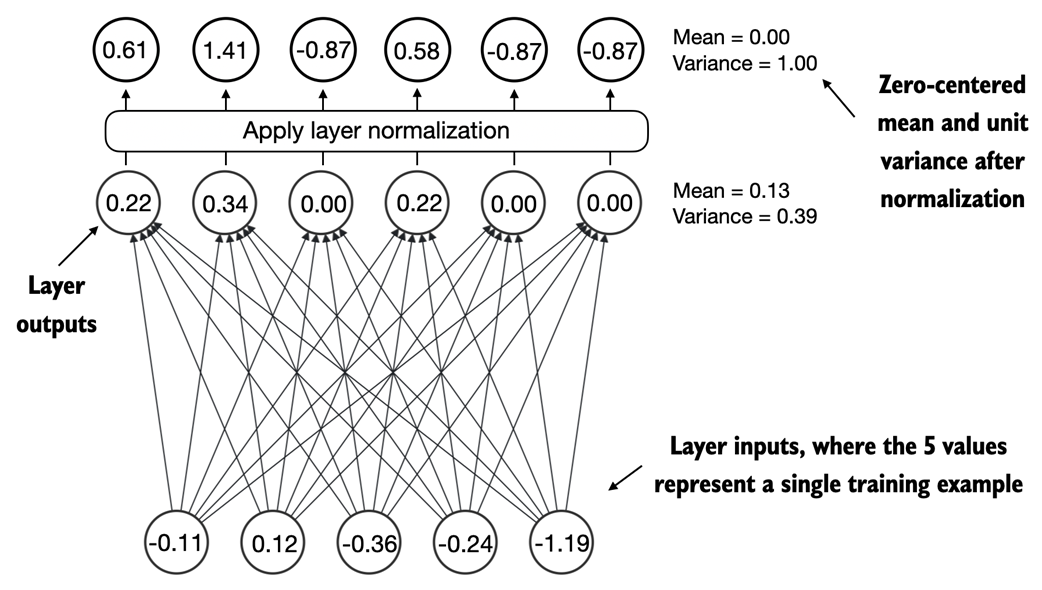 0.61 1.41 -0.87 0.58 -0.87 -0.87
Mean = 0.00
Variance = 1.00
Zero-centered
mean and unit
variance after
normalization
Apply layer normalization
0.22 0.34 0.00 0.22 0.00 0.00
Mean = 0.13
Variance = 0.39
Layer
outputs
Layer inputs, where the 5 values
represent a single training example
-0.11 0.12 -0.36 -0.24 -1.19